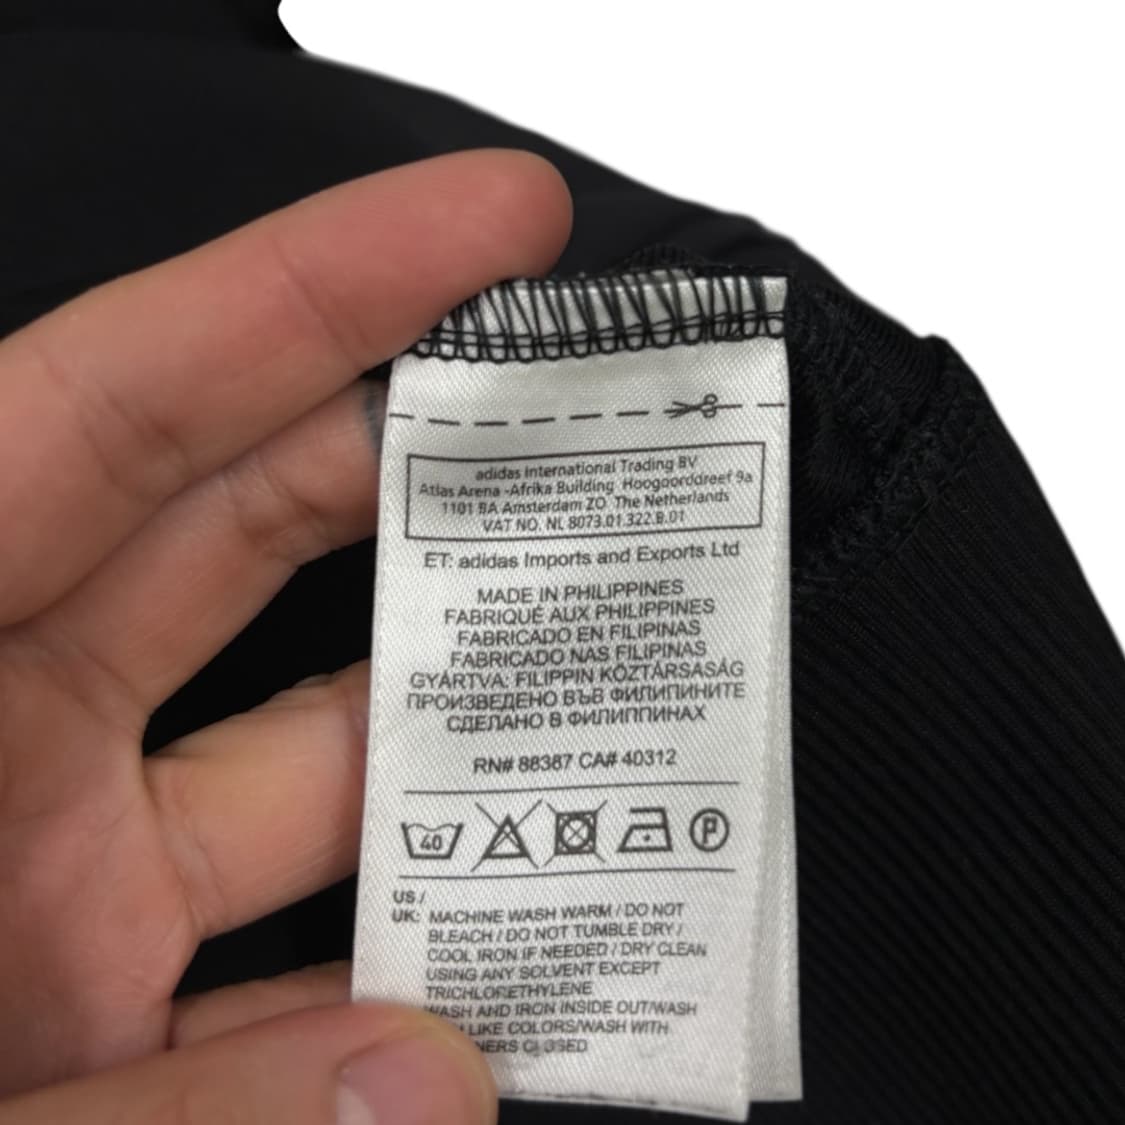 adidas International Trading BV
Atlas Arena -Afrika Building Hoogoorddreef 9a
1101 BA Amsterdam ZO The Netherlands
VAT NO. NL 8073.01.322.B.01
ET: adidas Imports and Exports Ltd
MADE IN PHILIPPINES
FABRIQUÉ AUX PHILIPPINES
FABRICADO EN FILIPINAS
FABRICADO NAS FILIPINAS
GYÁRTVA: FILIPPIN KÖZTÁRSASÁG
ПРОИЗВЕДЕНО ВЪВ ФИЛИПИНИТЕ
СДЕЛАНО В ФИЛИППИНАХ
RN# 88387 CA# 40312
40 P
US /
UK: MACHINE WASH WARM / DO NOT
BLEACH / DO NOT TUMBLE DRY /
COOL IRON IF NEEDED / DRY CLEAN
USING ANY SOLVENT EXCEPT
TRICHLORETHYLENE
WASH AND IRON INSIDE OUT/WASH
LIKE COLORS/WASH WITH
CLOSED